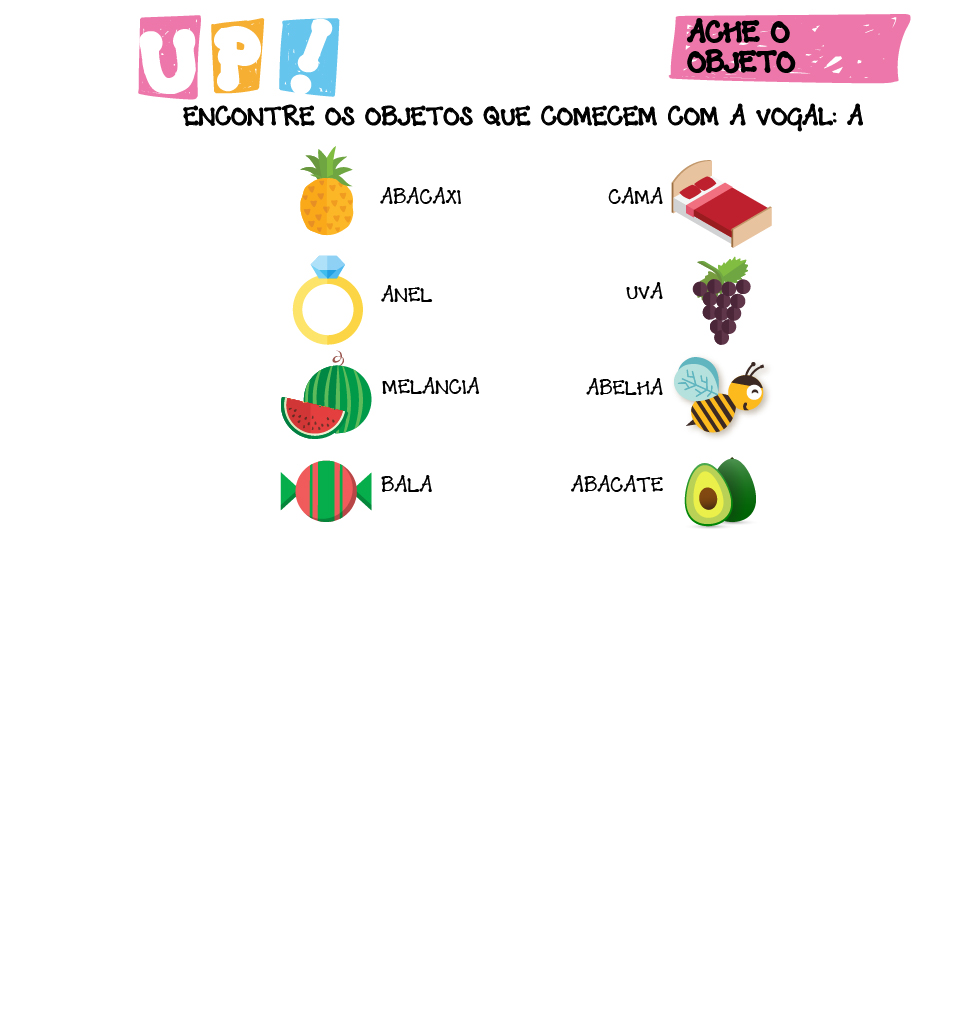 UP!
ACHE O
OBJETO
ENCONTRE OS OBJETOS QUE COMECEM COM A VOGAL: A
ABACAXI
CAMA
ANEL
UVA
MELANCIA
ABELHA
BALA
ABACATE